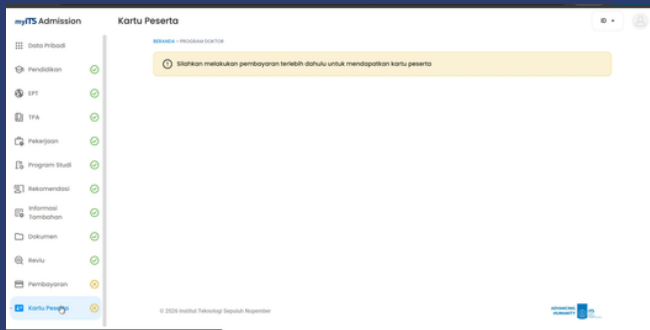 myITS Admission
Kartu Peserta
ID
Data Pribadi
BERANDA > PROGRAM DOKTOR
Silahkan melakukan pembayaran terlebih dahulu untuk mendapatkan kartu peserta
Pendidikan
EPT
TPA
Pekerjaan
Program Studi
Rekomendasi
Informasi
Tambahan
Dokumen
Reviu
Pembayaran
Kartu Peserta
© 2026 Institut Teknologi Sepuluh Nopember
ADVANCING
HUMANITY